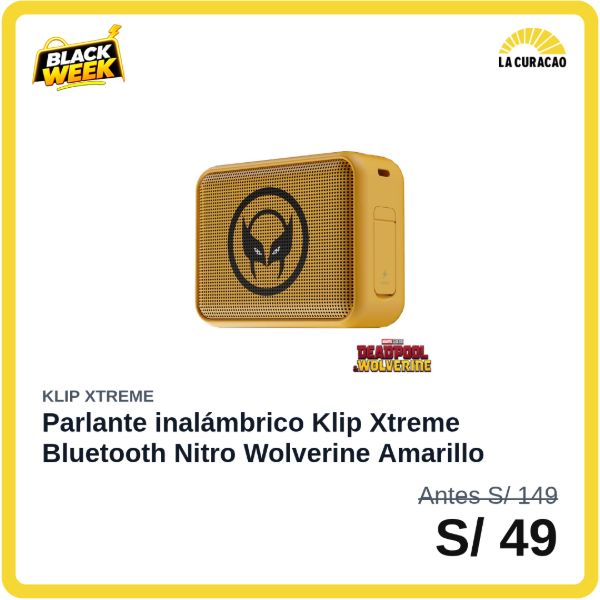 BLACK
WEEK
LA CURACAO
DEADPOOL
& WOLVERINE
KLIP XTREME
Parlante inalámbrico Klip Xtreme
Bluetooth Nitro Wolverine Amarillo
Antes S/ 149
S/ 49